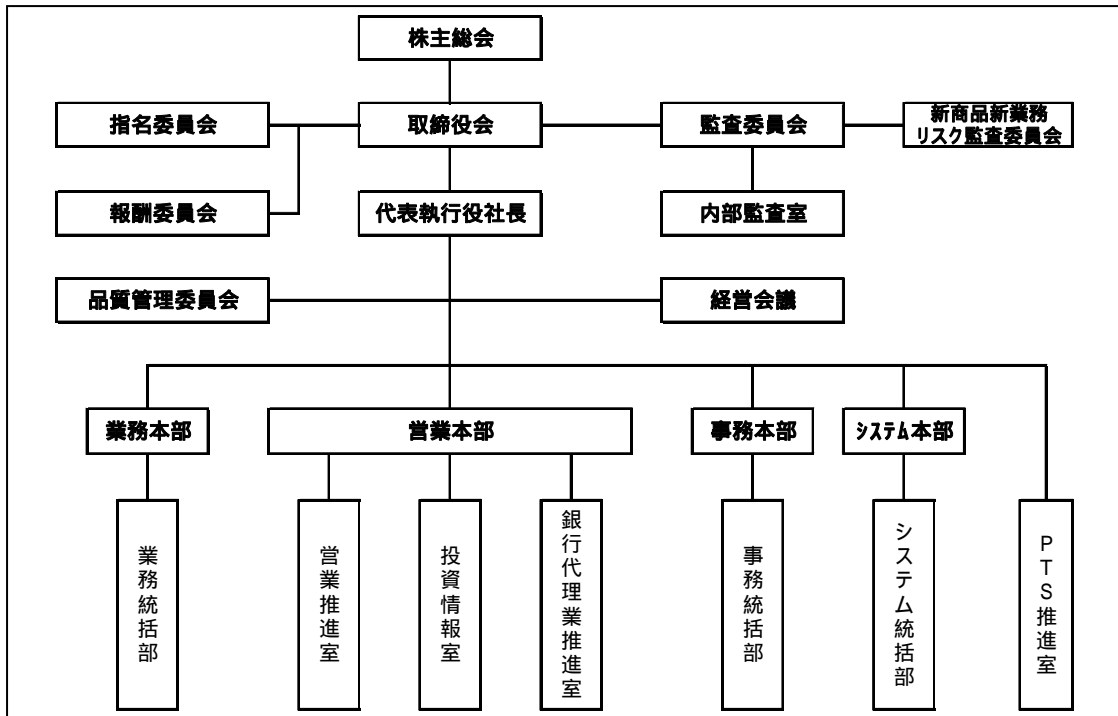 株主総会
指名委員会
取締役会
監査委員会
新商品新業務
リスク監査委員会
報酬委員会
代表執行役社長
内部監査室
品質管理委員会
経営会議
業務本部
営業本部
事務本部
システム本部
業務統括部
営業推進室
投資情報室
銀行代理業推進室
事務統括部
システム統括部
PTS推進室